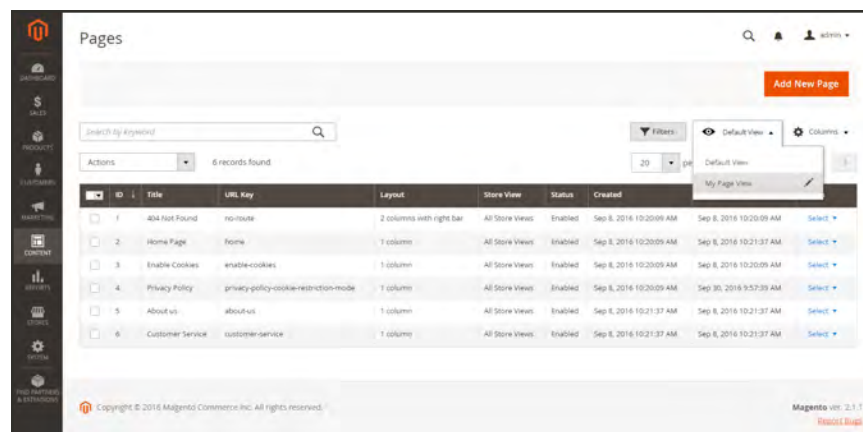 DASHBOARD
SALES
PRODUCTS
CUSTOMERS
MARKETING
CONTENT
REPORTS
STORES
SYSTEM
FIND PARTNERS
& EXTENSIONS
Pages
admin
Add New Page
Search by keyword
Filters
Default View
Columns
Actions
6 records found
20
pe
1
Default View
My Page View
ID Title URL Key Layout Store View Status Created
1 404 Not Found no-route 2 columns with right bar All Store Views Enabled Sep 8, 2016 10:20:09 AM Sep 8, 2016 10:20:09 AM Select
2 Home Page home 1 column All Store Views Enabled Sep 8, 2016 10:20:09 AM Sep 8, 2016 10:21:37 AM Select
3 Enable Cookies enable-cookies 1 column All Store Views Enabled Sep 8, 2016 10:20:09 AM Sep 8, 2016 10:20:09 AM Select
4 Privacy Policy privacy-policy-cookie-restriction-mode 1 column All Store Views Enabled Sep 8, 2016 10:20:09 AM Sep 30, 2016 9:57:39 AM Select
5 About us about-us 1 column All Store Views Enabled Sep 8, 2016 10:21:37 AM Sep 8, 2016 10:21:37 AM Select
6 Customer Service customer-service 1 column All Store Views Enabled Sep 8, 2016 10:21:37 AM Sep 8, 2016 10:21:37 AM Select
Copyright © 2016 Magento Commerce Inc. All rights reserved.
Magento ver. 2.1.1
Report Bugs